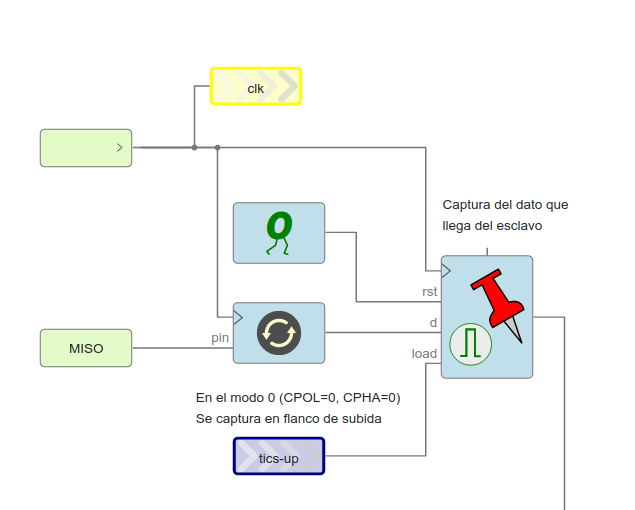 clk
Captura del dato que
llega del esclavo
0
rst
d
pin
load
MISO
En el modo 0 (CPOL=0, CPHA=0)
Se captura en flanco de subida
tics-up